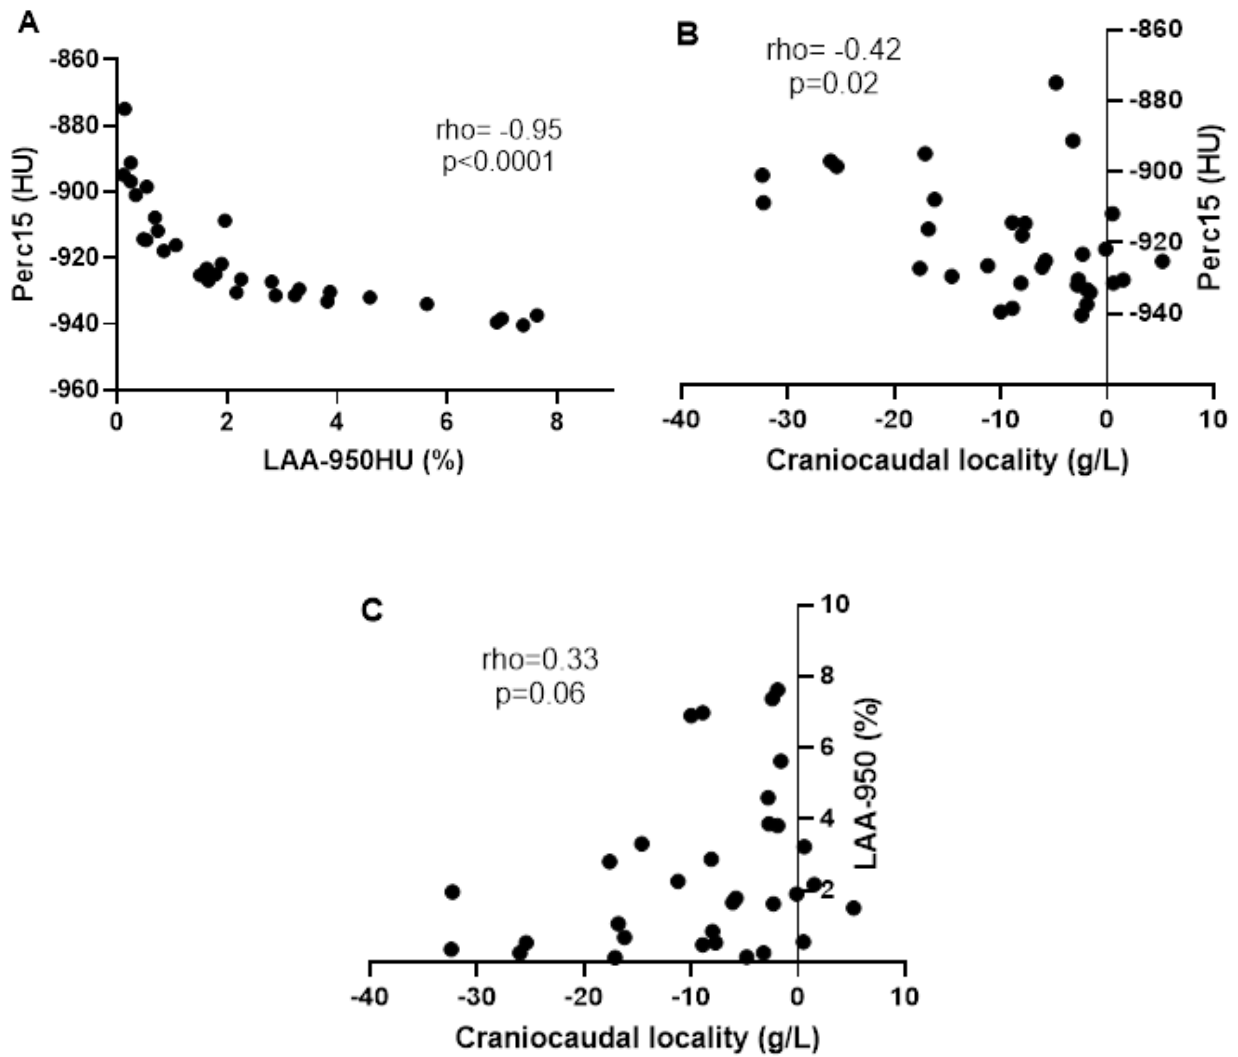 A
-860
-880
-900
-920
-940
-960
Perc15 (HU)
rho= -0.95
p<0.0001
0 2 4 6 8
LAA-950HU (%)
B
rho= -0.42
p=0.02
-860
-880
-900
-920
-940
Perc15 (HU)
-40 -30 -20 -10 0 10
Craniocaudal locality (g/L)
C
rho=0.33
p=0.06
10
8
6
4
2
LAA-950 (%)
-40 -30 -20 -10 0 10
Craniocaudal locality (g/L)